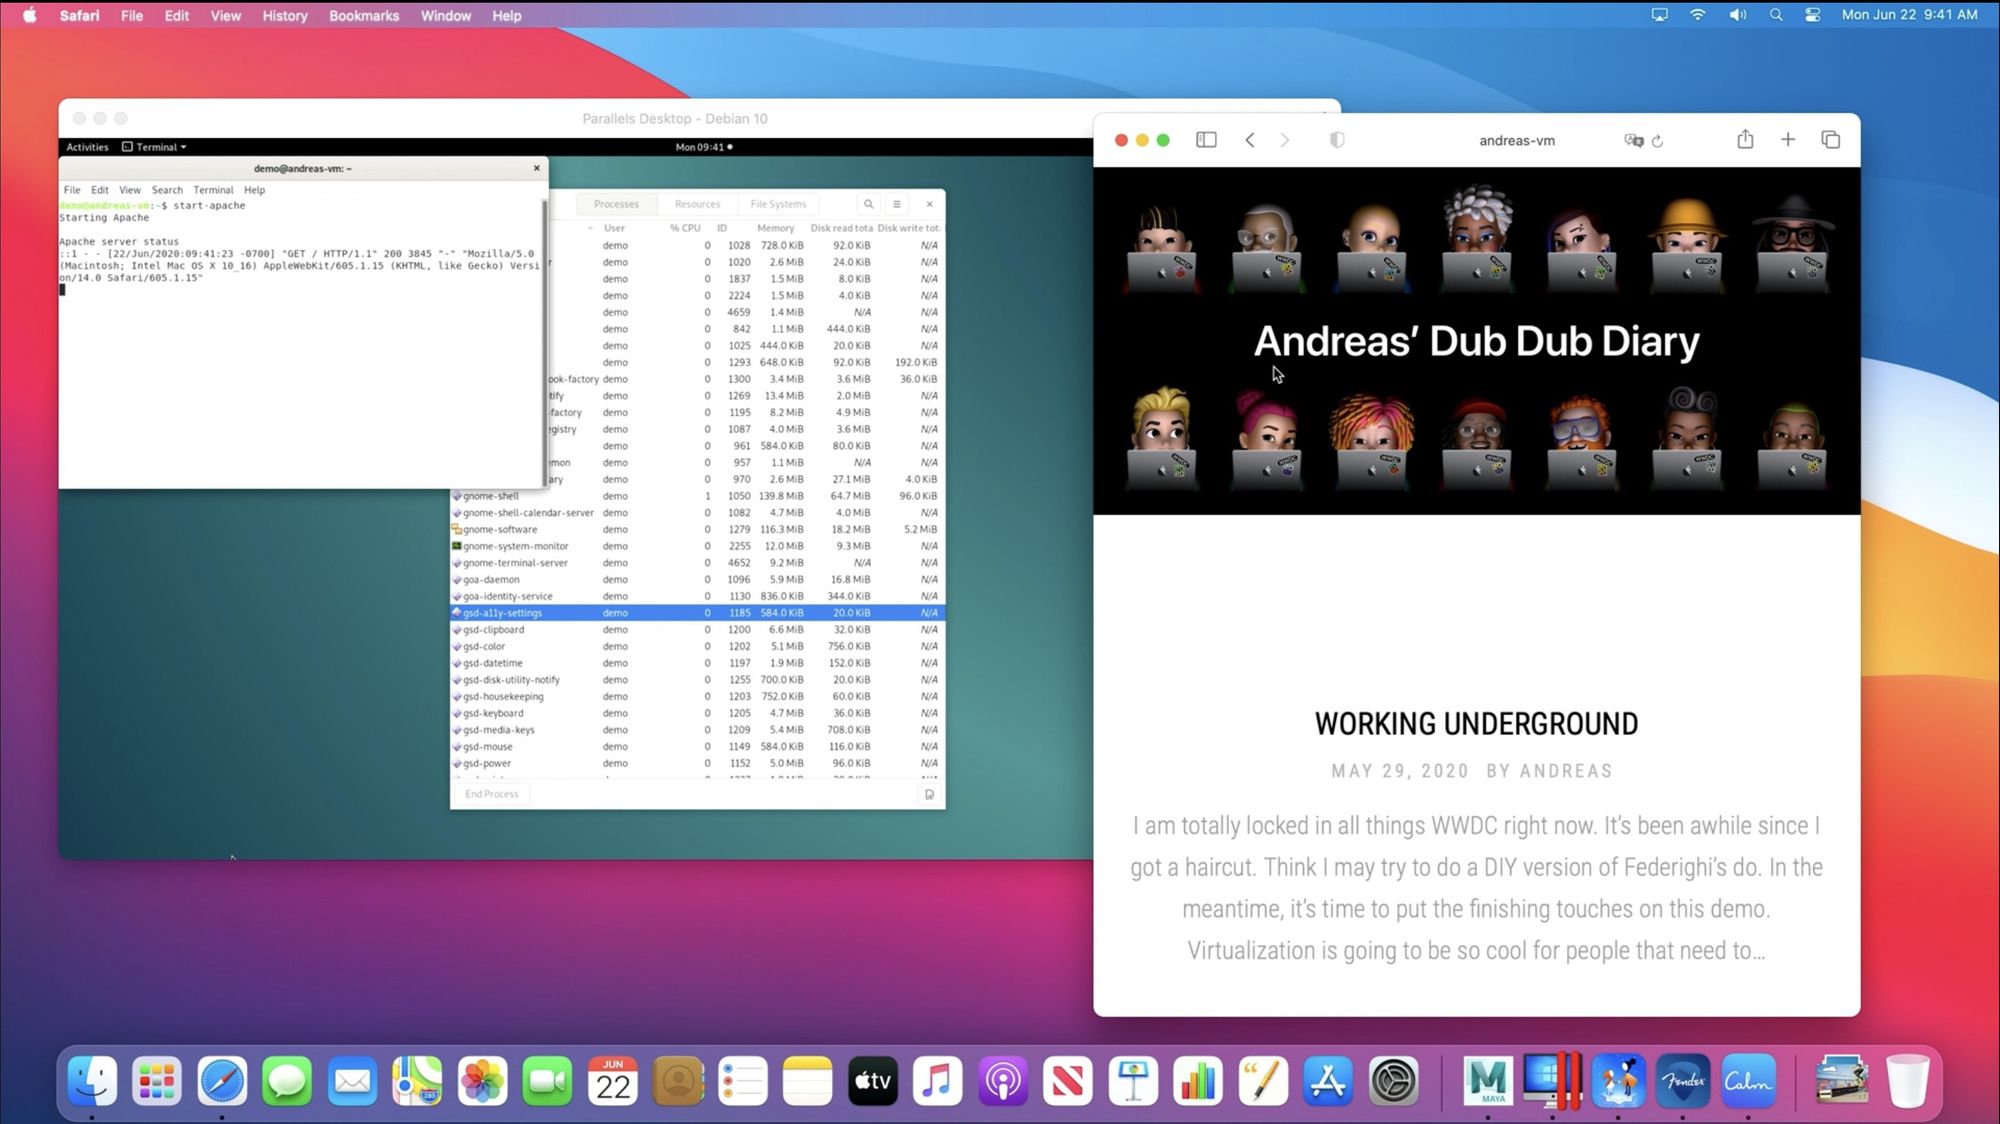 Safari File Edit View History Bookmarks Window Help
Mon Jun 22 9:41 AM
Parallels Desktop - Debian 10
Activities Terminal
Mon 09:41
demo@andreas-vm: ~
File Edit View Search Terminal Help
demo@andreas-vm:~$ start-apache
Starting Apache
Apache server status
::1 - - [22/Jun/2020:09:41:23 -0700] "GET / HTTP/1.1" 200 3845 "-" "Mozilla/5.0
(Macintosh; Intel Mac OS X 10_16) AppleWebKit/605.1.15 (KHTML, like Gecko) Versi
on/14.0 Safari/605.1.15"
Processes Resources File Systems
User % CPU ID Memory Disk read tota Disk write tot
demo 0 1028 728.0 KiB 92.0 KiB N/A
demo 0 1020 2.6 MiB 24.0 KiB N/A
demo 0 1837 1.5 MiB 8.0 KiB N/A
demo 0 2224 1.5 MiB 4.0 KiB N/A
demo 0 4659 1.4 MiB N/A N/A
demo 0 842 1.1 MiB 444.0 KiB N/A
demo 0 1025 444.0 KiB 20.0 KiB N/A
demo 0 1293 648.0 KiB 92.0 KiB 192.0 KiB
ook-factory demo 0 1300 3.4 MiB 3.6 MiB 36.0 KiB
tify demo 0 1269 13.4 MiB 2.0 MiB N/A
-factory demo 0 1195 8.2 MiB 4.9 MiB N/A
egistry demo 0 1087 4.0 MiB 3.6 MiB N/A
demo 0 961 584.0 KiB 80.0 KiB N/A
emon demo 0 957 1.1 MiB N/A N/A
ary demo 0 970 2.6 MiB 27.1 MiB 4.0 KiB
gnome-shell demo 1 1050 139.8 MiB 64.7 MiB 96.0 KiB
gnome-shell-calendar-server demo 0 1082 4.7 MiB 4.0 MiB N/A
gnome-software demo 0 1279 116.3 MiB 18.2 MiB 5.2 MiB
gnome-system-monitor demo 0 2255 12.0 MiB 9.3 MiB N/A
gnome-terminal-server demo 0 4652 9.2 MiB N/A N/A
goa-daemon demo 0 1096 5.9 MiB 16.8 MiB N/A
goa-identity-service demo 0 1130 836.0 KiB 344.0 KiB N/A
gsd-a11y-settings demo 0 1185 584.0 KiB 20.0 KiB N/A
gsd-clipboard demo 0 1200 6.6 MiB 32.0 KiB N/A
gsd-color demo 0 1202 5.1 MiB 756.0 KiB N/A
gsd-datetime demo 0 1197 1.9 MiB 152.0 KiB N/A
gsd-disk-utility-notify demo 0 1255 700.0 KiB 20.0 KiB N/A
gsd-housekeeping demo 0 1203 752.0 KiB 60.0 KiB N/A
gsd-keyboard demo 0 1205 4.7 MiB 36.0 KiB N/A
gsd-media-keys demo 0 1209 5.4 MiB 708.0 KiB N/A
gsd-mouse demo 0 1149 584.0 KiB 116.0 KiB N/A
gsd-power demo 0 1152 5.0 MiB 96.0 KiB N/A
End Process
andreas-vm
Andreas’ Dub Dub Diary
WORKING UNDERGROUND
MAY 29, 2020 BY ANDREAS
I am totally locked in all things WWDC right now. It’s been awhile since I
got a haircut. Think I may try to do a DIY version of Federighi’s do. In the
meantime, it’s time to put the finishing touches on this demo.
Virtualization is going to be so cool for people that need to…
280
JUN
22
tv
M
MAYA
Fender
Calm